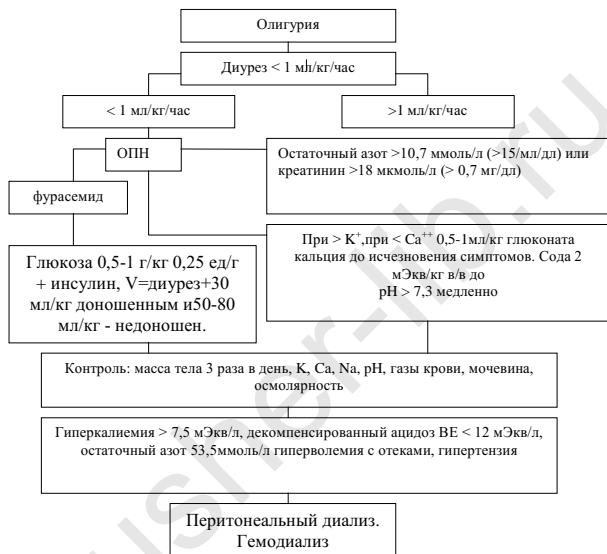 Олигурия
Диурез < 1 мл/кг/час
< 1 мл/кг/час
>1 мл/кг/час
ОПН
Остаточный азот >10,7 ммоль/л (>15/мл/дл) или
креатинин >18 мкмоль/л (> 0,7 мг/дл)
фурасемид
При > K⁺,при < Ca⁺⁺ 0,5-1мл/кг глюконата
кальция до исчезновения симптомов. Сода 2
мЭкв/кг в/в до
pH > 7,3 медленно
Глюкоза 0,5-1 г/кг 0,25 ед/г
+ инсулин, V=диурез+30
мл/кг доношенным и50-80
мл/кг - недоношен.
Контроль: масса тела 3 раза в день, K, Ca, Na, pH, газы крови, мочевина,
осмолярность
Гиперкалиемия > 7,5 мЭкв/л, декомпенсированный ацидоз BE < 12 мЭкв/л,
остаточный азот 53,5ммоль/л гиперволемия с отеками, гипертензия
Перитонеальный диализ.
Гемодиализ
usher-lib.ru